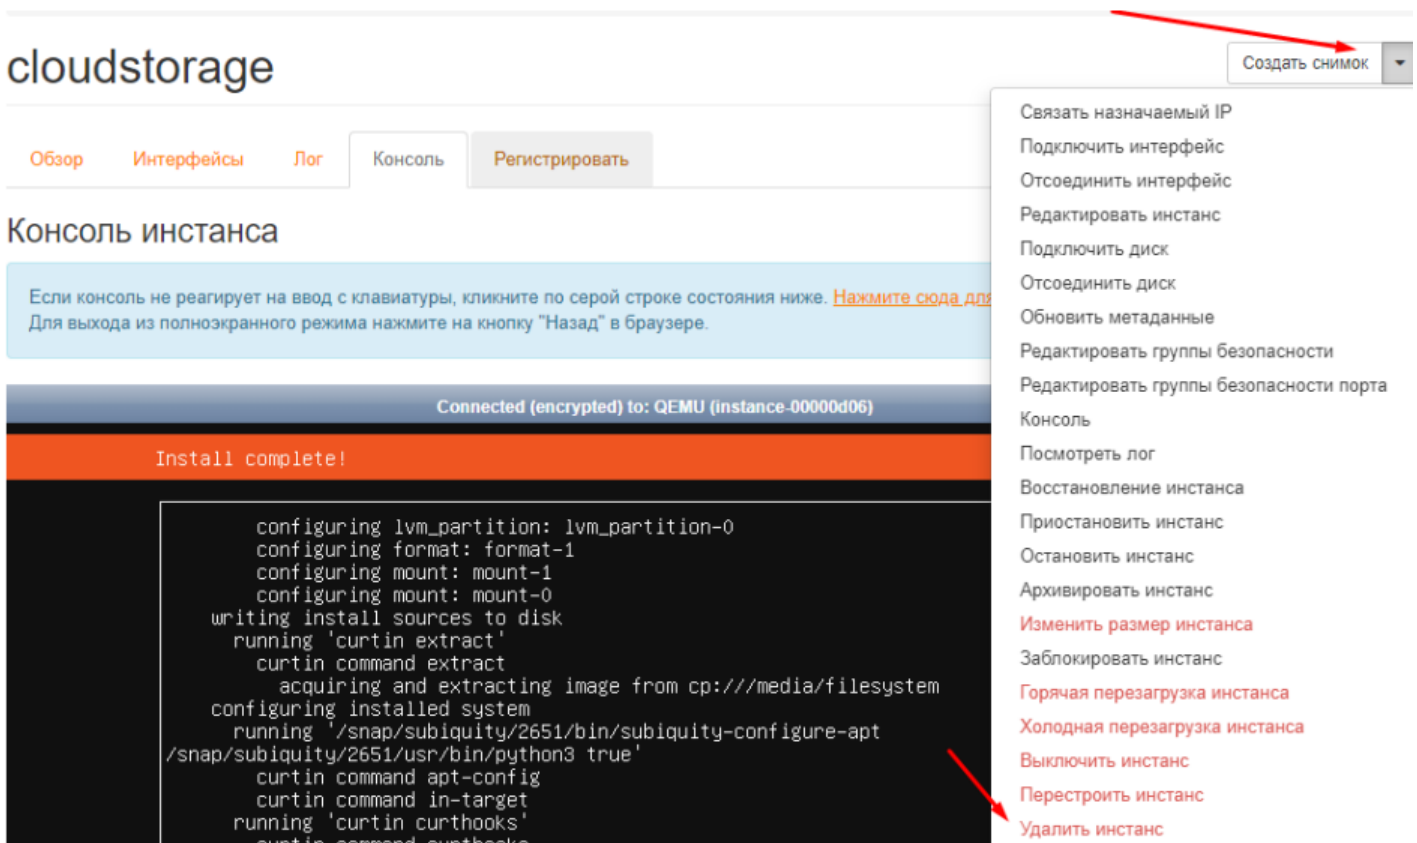 cloudstorage
Создать снимок
Обзор
Интерфейсы
Лог
Консоль
Регистрировать
Консоль инстанса
Если консоль не реагирует на ввод с клавиатуры, кликните по серой строке состояния ниже. Нажмите сюда для
Для выхода из полноэкранного режима нажмите на кнопку "Назад" в браузере.
Connected (encrypted) to: QEMU (instance-00000d06)
Install complete!
configuring lvm_partition: lvm_partition-0
configuring format: format-1
configuring mount: mount-1
configuring mount: mount-0
writing install sources to disk
running 'curtin extract'
curtin command extract
acquiring and extracting image from cp:///media/filesystem
configuring installed system
running '/snap/subiquity/2651/bin/subiquity-configure-apt
/snap/subiquity/2651/usr/bin/python3 true'
curtin command apt-config
curtin command in-target
running 'curtin curthooks'
curtin command curthooks
Связать назначаемый IP
Подключить интерфейс
Отсоединить интерфейс
Редактировать инстанс
Подключить диск
Отсоединить диск
Обновить метаданные
Редактировать группы безопасности
Редактировать группы безопасности порта
Консоль
Посмотреть лог
Восстановление инстанса
Приостановить инстанс
Остановить инстанс
Архивировать инстанс
Изменить размер инстанса
Заблокировать инстанс
Горячая перезагрузка инстанса
Холодная перезагрузка инстанса
Выключить инстанс
Перестроить инстанс
Удалить инстанс